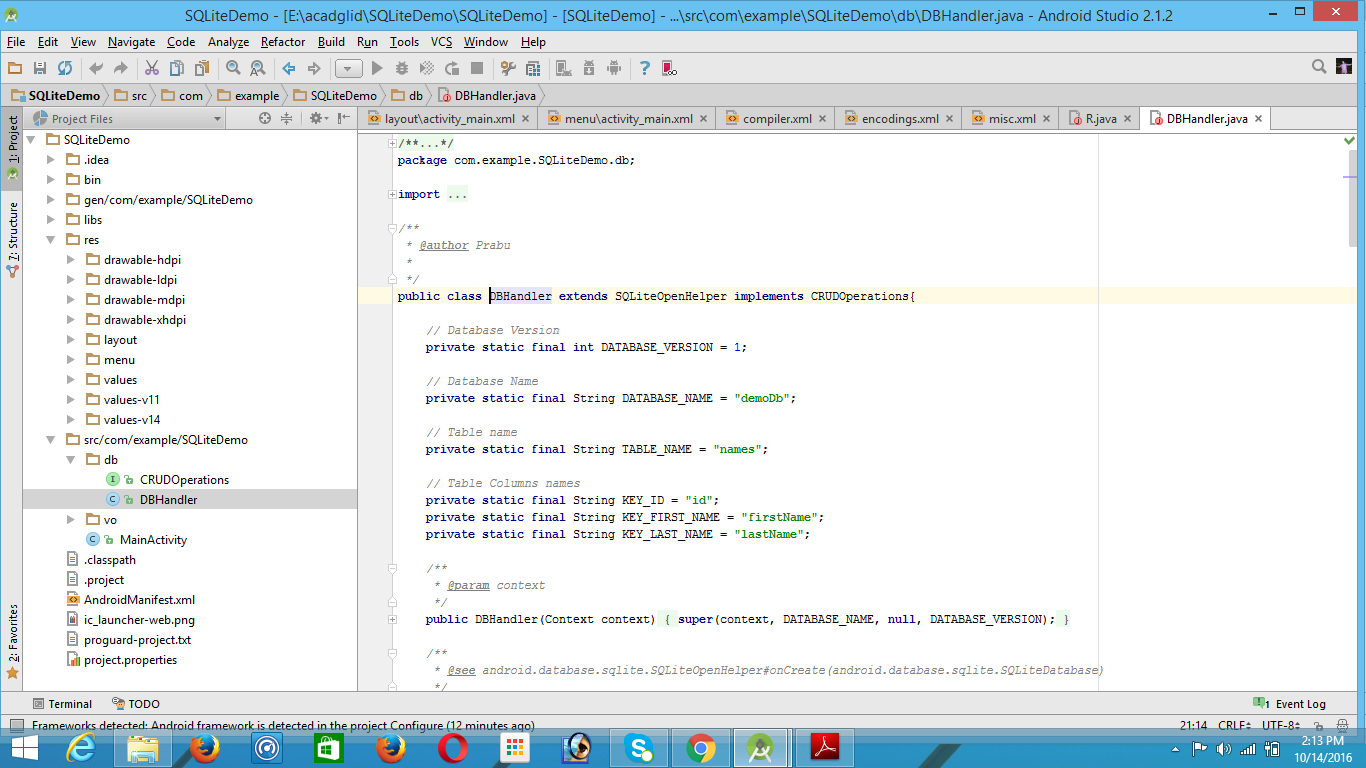 SQLiteDemo - [E:\acadglid\SQLiteDemo\SQLiteDemo] - [SQLiteDemo] - ...\src\com\example\SQLiteDemo\db\DBHandler.java - Android Studio 2.1.2
File Edit View Navigate Code Analyze Refactor Build Run Tools VCS Window Help
SQLiteDemo src com example SQLiteDemo db DBHandler.java
Project Files
layout\activity_main.xml menu\activity_main.xml compiler.xml encodings.xml misc.xml R.java DBHandler.java
1: Project
7: Structure
2: Favorites
SQLiteDemo
.idea
bin
gen/com/example/SQLiteDemo
libs
res
drawable-hdpi
drawable-ldpi
drawable-mdpi
drawable-xhdpi
layout
menu
values
values-v11
values-v14
src/com/example/SQLiteDemo
db
CRUDOperations
DBHandler
vo
MainActivity
.classpath
.project
AndroidManifest.xml
ic_launcher-web.png
proguard-project.txt
project.properties
/**...*/
package com.example.SQLiteDemo.db;
import ...
/**
* @author Prabu
*
*/
public class DBHandler extends SQLiteOpenHelper implements CRUDOperations{
// Database Version
private static final int DATABASE_VERSION = 1;
// Database Name
private static final String DATABASE_NAME = "demoDb";
// Table name
private static final String TABLE_NAME = "names";
// Table Columns names
private static final String KEY_ID = "id";
private static final String KEY_FIRST_NAME = "firstName";
private static final String KEY_LAST_NAME = "lastName";
/**
* @param context
*/
public DBHandler(Context context) { super(context, DATABASE_NAME, null, DATABASE_VERSION); }
/**
* @see android.database.sqlite.SQLiteOpenHelper#onCreate(android.database.sqlite.SQLiteDatabase)
*/
Terminal TODO 1 Event Log
Frameworks detected: Android framework is detected in the project Configure (12 minutes ago) 21:14 CRLF UTF-8
2:13 PM
10/14/2016